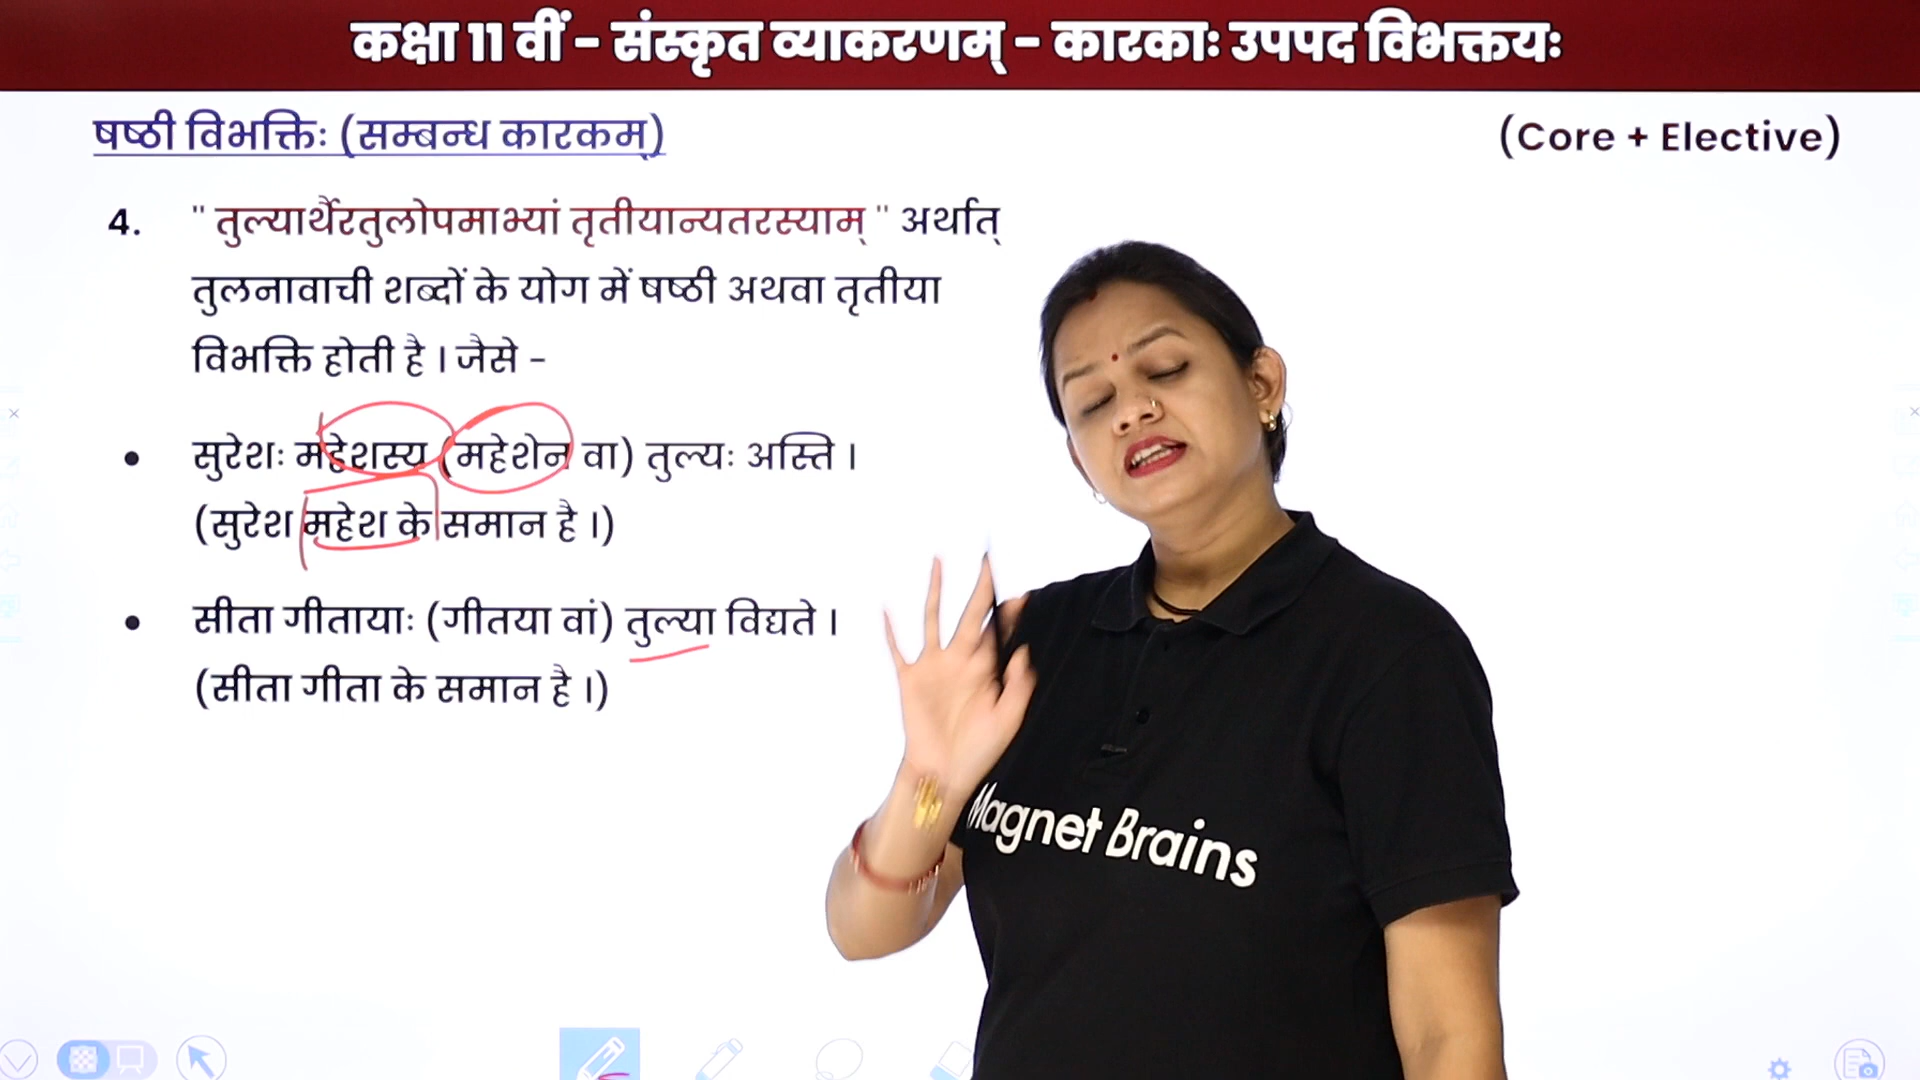 कक्षा 11 वीं - संस्कृत व्याकरणम् - कारकाः उपपद विभक्तयः
षष्ठी विभक्तिः (सम्बन्ध कारकम्)
(Core + Elective)
4. " तुल्यार्थैरतुलोपमाभ्यां तृतीयान्यतरस्याम् " अर्थात्
तुलनावाची शब्दों के योग में षष्ठी अथवा तृतीया
विभक्ति होती है । जैसे -
• सुरेशः महेशस्य (महेशेन वा) तुल्यः अस्ति ।
(सुरेश महेश के समान है ।)
• सीता गीतायाः (गीतया वां) तुल्या विद्यते ।
(सीता गीता के समान है ।)
Magnet Brains